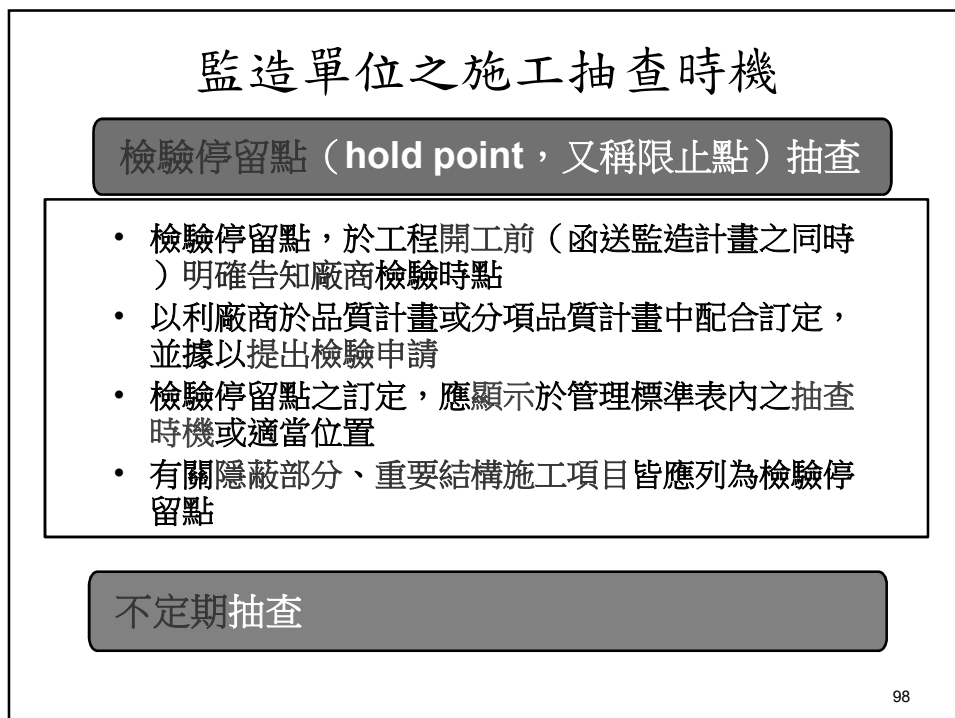 監造單位之施工抽查時機
檢驗停留點（hold point，又稱限止點）抽查
• 檢驗停留點，於工程開工前（函送監造計畫之同時
）明確告知廠商檢驗時點
• 以利廠商於品質計畫或分項品質計畫中配合訂定，
並據以提出檢驗申請
• 檢驗停留點之訂定，應顯示於管理標準表內之抽查
時機或適當位置
• 有關隱蔽部分、重要結構施工項目皆應列為檢驗停
留點
不定期抽查
98